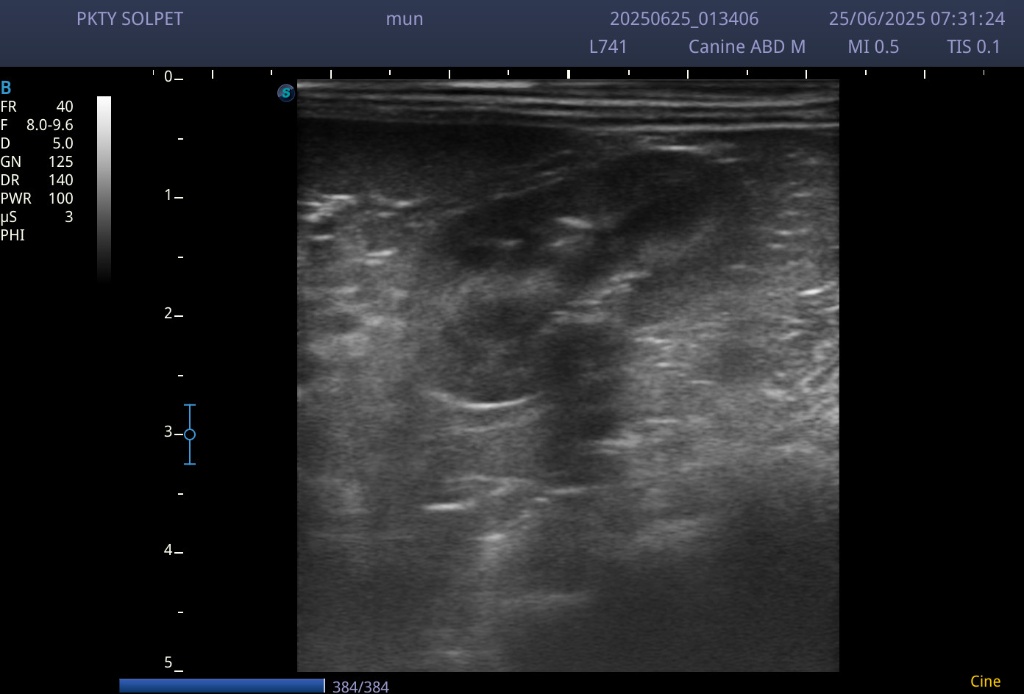 PKTY SOLPET mun 20250625_013406 25/06/2025 07:31:24
L741 Canine ABD M MI 0.5 TIS 0.1
B
FR 40
F 8.0-9.6
D 5.0
GN 125
DR 140
PWR 100
µS 3
PHI
S
0
1
2
3
4
5
384/384
Cine